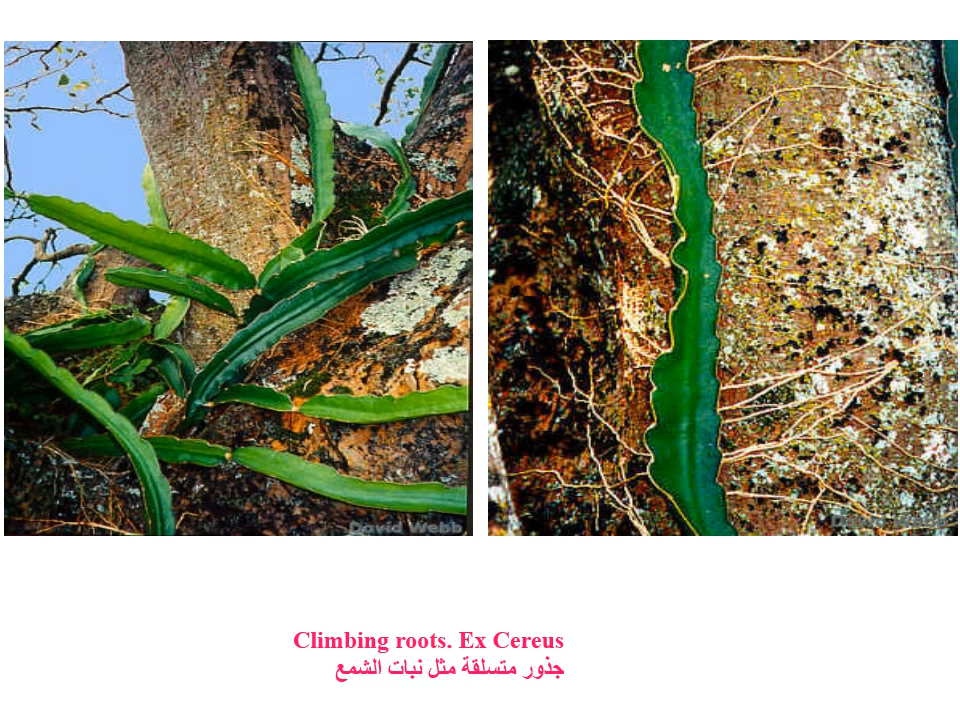 David Webb
Climbing roots. Ex Cereus
جذور متسلقة مثل نبات الشمع